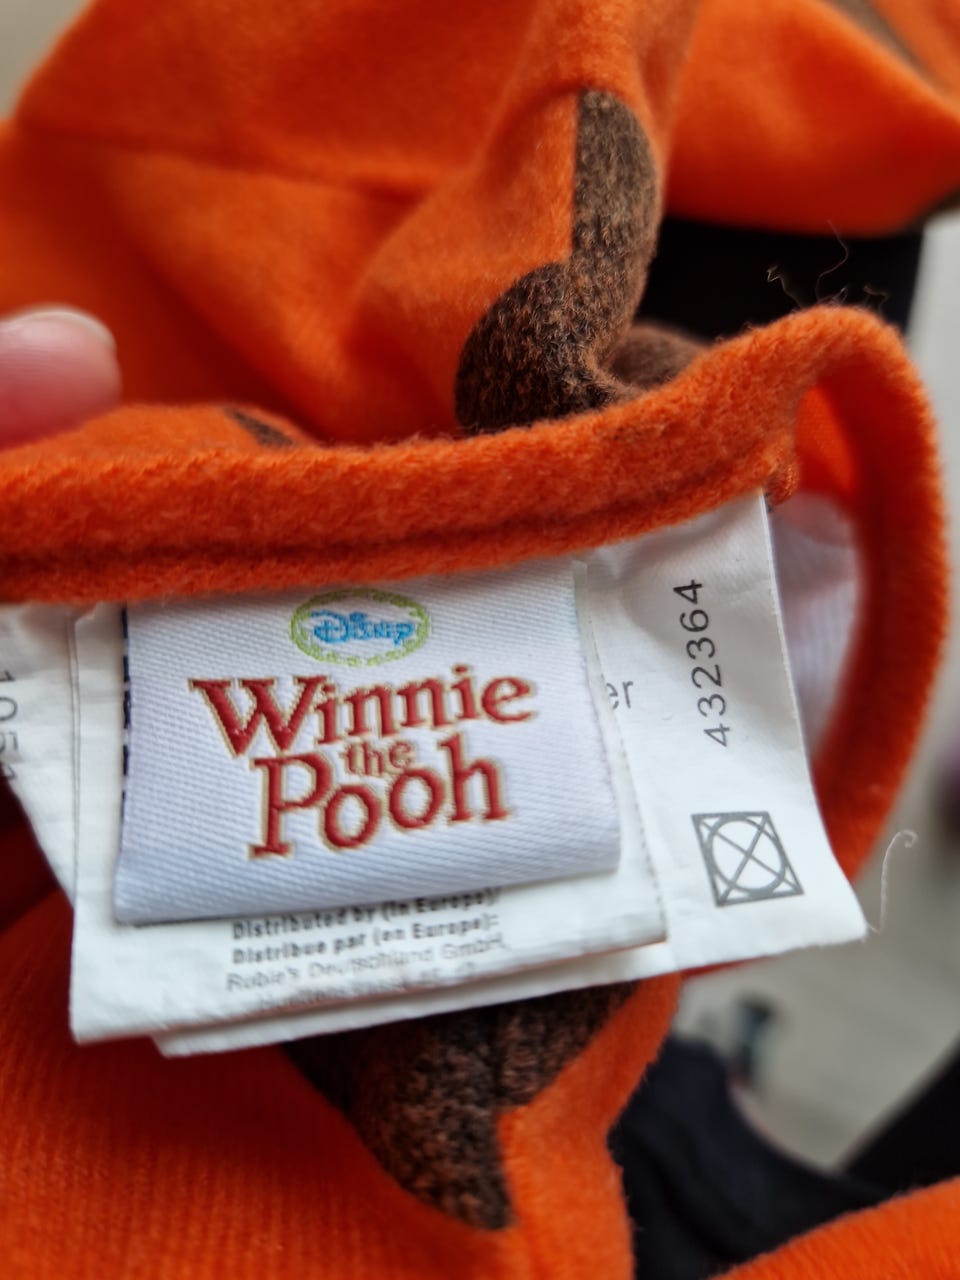 Disney
Winnie
the
Pooh
er
432364
Distributed by (in Europe):
Distribue par (en Europe):
Rubie's Deutschland GmbH,